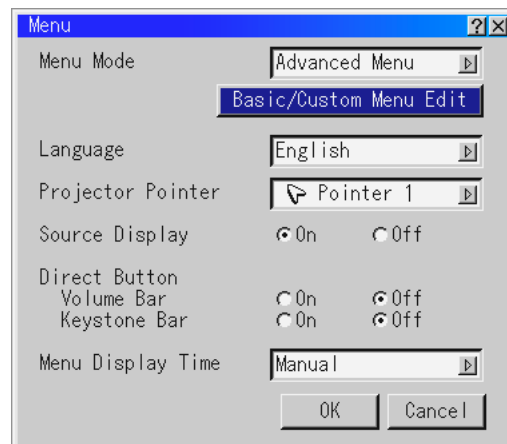 Menu ?
Menu Mode Advanced Menu
Basic/Custom Menu Edit
Language English
Projector Pointer Pointer 1
Source Display On Off
Direct Button
Volume Bar On Off
Keystone Bar On Off
Menu Display Time Manual
OK Cancel